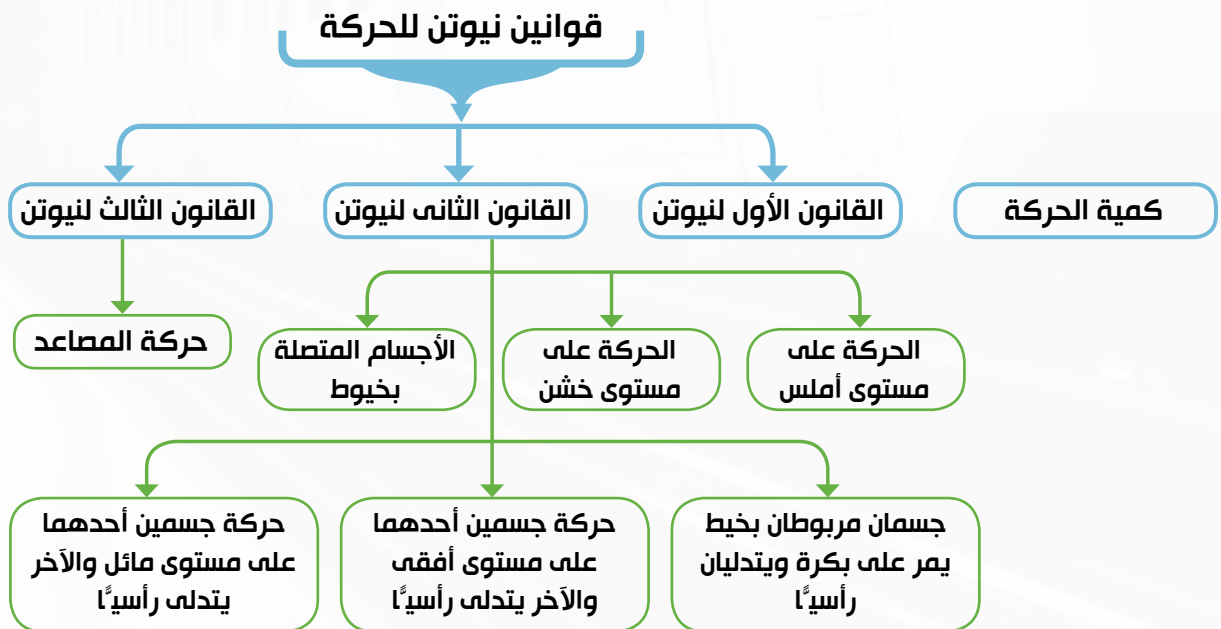 قوانين نيوتن للحركة
كمية الحركة
القانون الأول لنيوتن
القانون الثانى لنيوتن
القانون الثالث لنيوتن
الحركة على
مستوى أملس
الحركة على
مستوى خشن
الأجسام المتصلة
بخيوط
حركة المصاعد
جسمان مربوطان بخيط
يمر على بكرة ويتدليان
رأسيًّا
حركة جسمين أحدهما
على مستوى أفقى
والآخر يتدلى رأسيًّا
حركة جسمين أحدهما
على مستوى مائل والآخر
يتدلى رأسيًّا